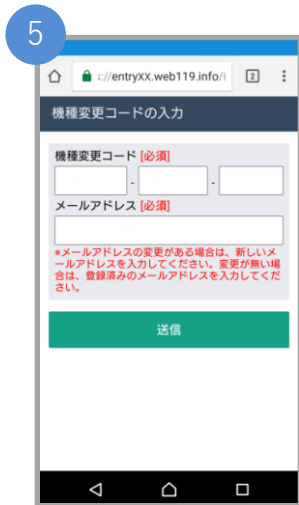 5
://entryXX.web119.info/i
2
機種変更コードの入力
機種変更コード [必須]
- -
メールアドレス [必須]
※メールアドレスの変更がある場合は、新しいメ
ールアドレスを入力してください。変更が無い場
合は、登録済みのメールアドレスを入力してくだ
さい。
送信